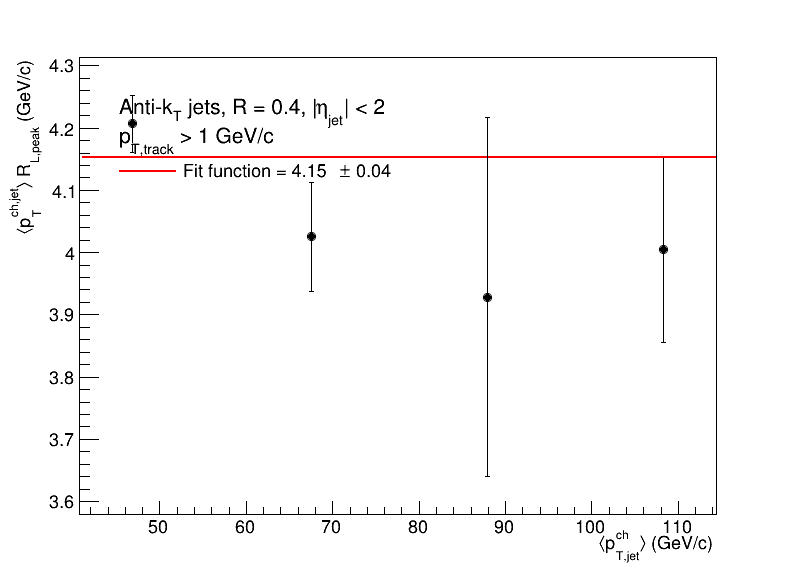 4.3
4.2
4.1
4
3.9
3.8
3.7
3.6
⟨p_T^ch,jet⟩ R_L,peak (GeV/c)
Anti-k_T jets, R = 0.4, |η_jet| < 2
p_T,track > 1 GeV/c
Fit function = 4.15 ± 0.04
50 60 70 80 90 100 110
⟨p_T,jet^ch⟩ (GeV/c)